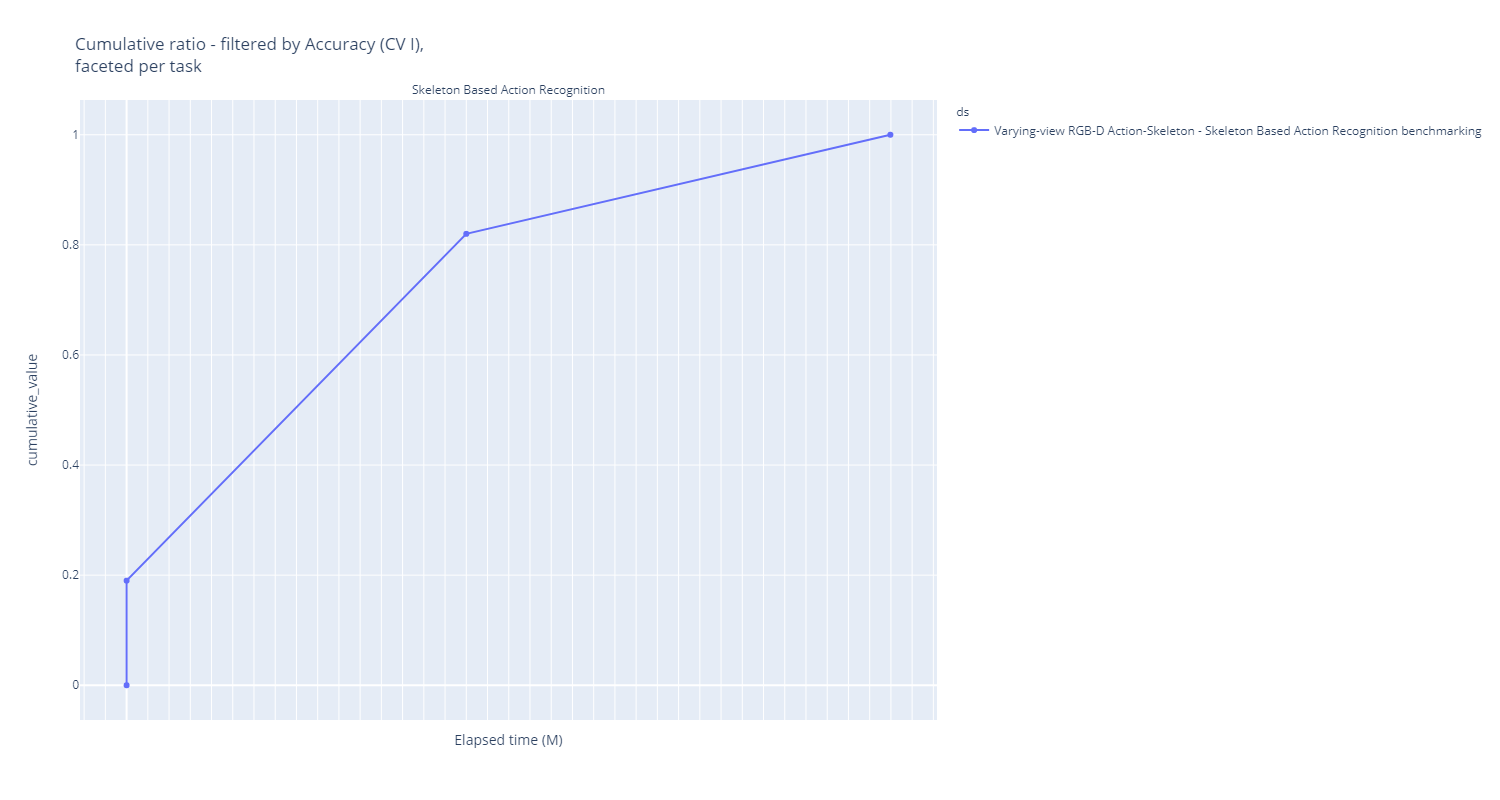 Cumulative ratio - filtered by Accuracy (CV I),
faceted per task
Skeleton Based Action Recognition
ds
Varying-view RGB-D Action-Skeleton - Skeleton Based Action Recognition benchmarking
1
0.8
0.6
0.4
0.2
0
cumulative_value
Elapsed time (M)